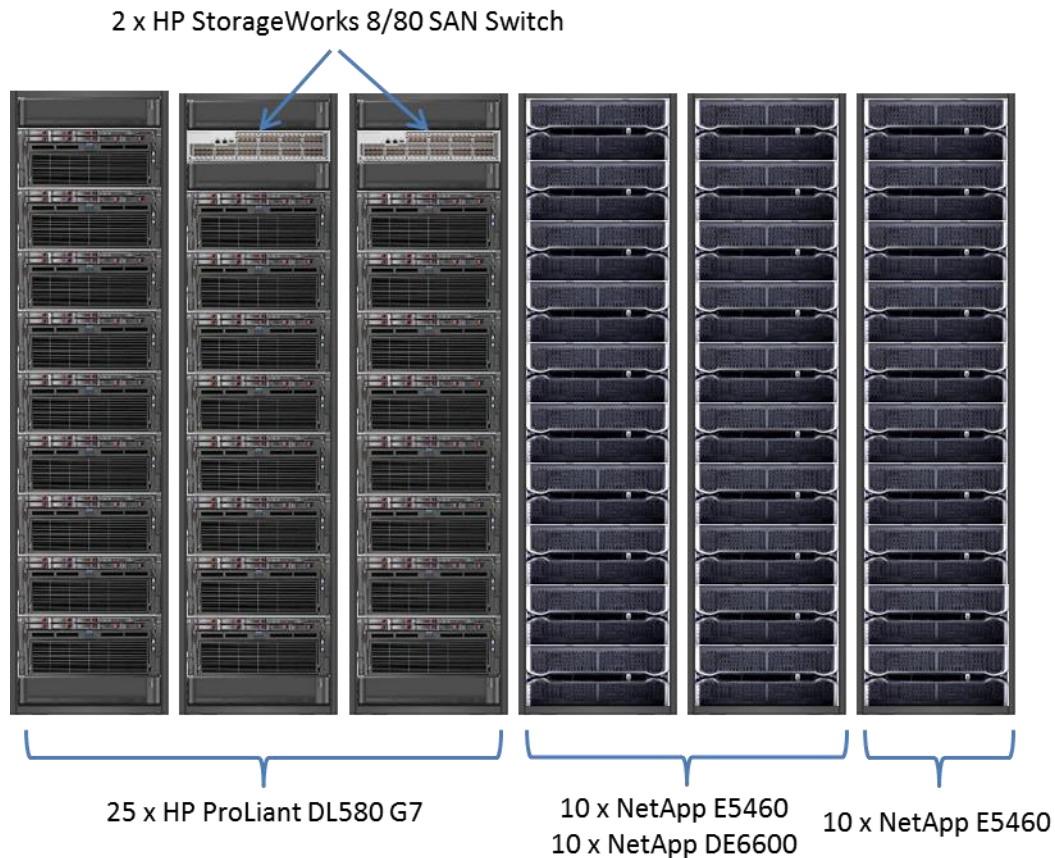 2 x HP StorageWorks 8/80 SAN Switch
25 x HP ProLiant DL580 G7
10 x NetApp E5460
10 x NetApp DE6600
10 x NetApp E5460